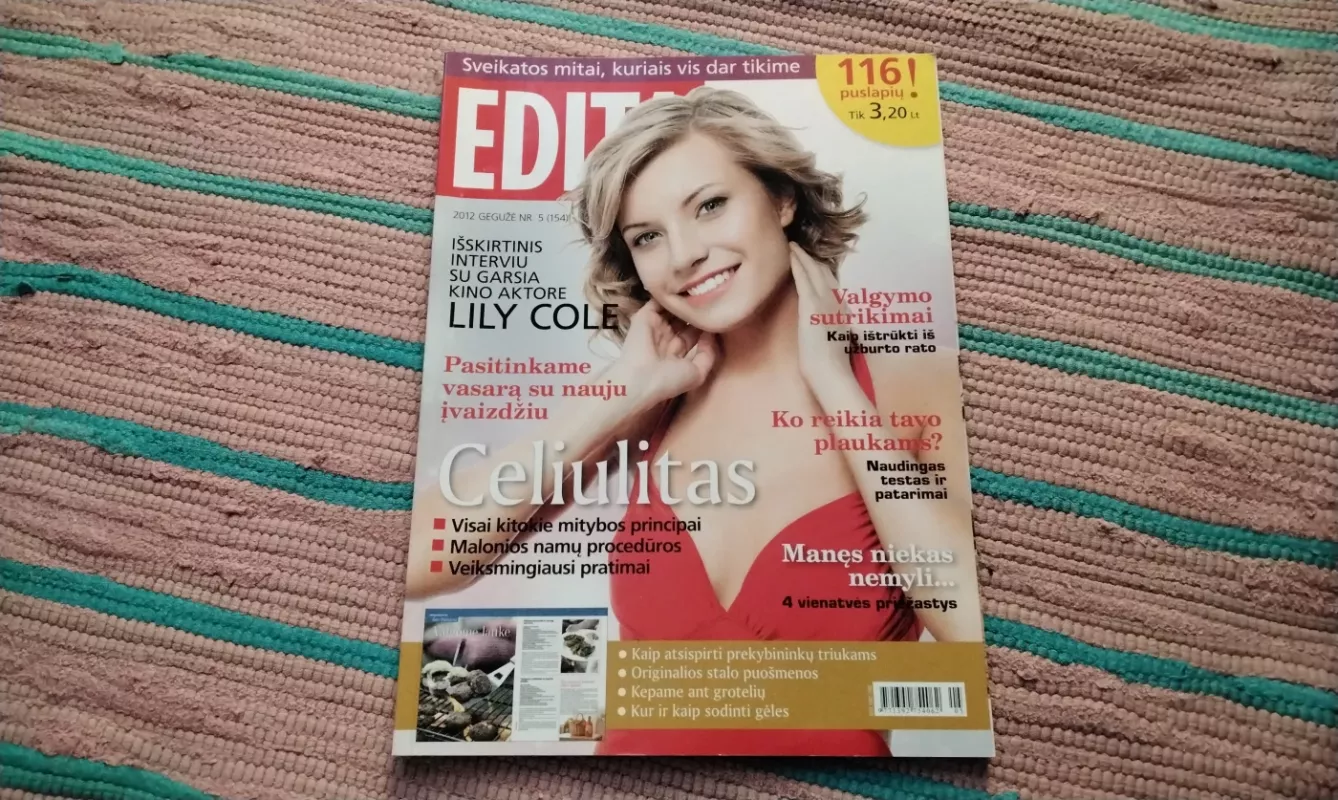 Sveikatos mitai, kuriais vis dar tikime
116!
puslapių
Tik 3,20 Lt
EDITA
2012 GEGUŽĖ NR. 5 (154)
IŠSKIRTINIS
INTERVIU
SU GARSIA
KINO AKTORE
LILY COLE
Pasitinkame
vasarą su nauju
įvaizdžiu
Celiulitas
Visai kitokie mitybos principai
Malonios namų procedūros
Veiksmingiausi pratimai
Valgymo
sutrikimai
Kaip ištrūkti iš
užburto rato
Ko reikia tavo
plaukams?
Naudingas
testas ir
patarimai
Manęs niekas
nemyli...
4 vienatvės priežastys
Kaip atsispirti prekybininkų triukams
Originalios stalo puošmenos
Kepame ant grotelių
Kur ir kaip sodinti gėles